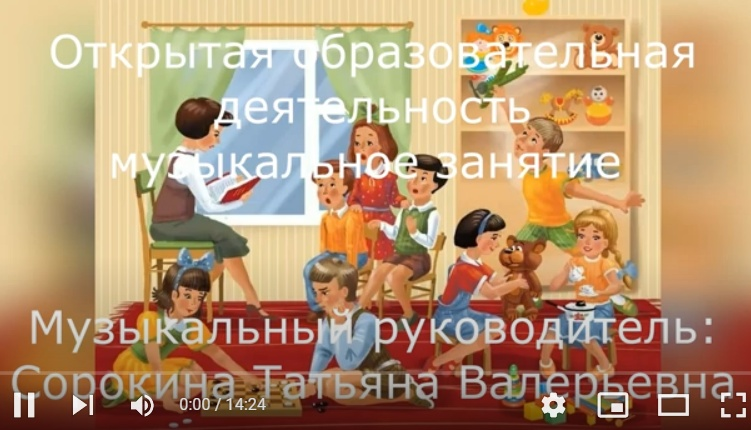 Открытая образовательная
деятельность
музыкальное занятие
Музыкальный руководитель:
Сорокина Татьяна Валерьевна
0:00 / 14:24